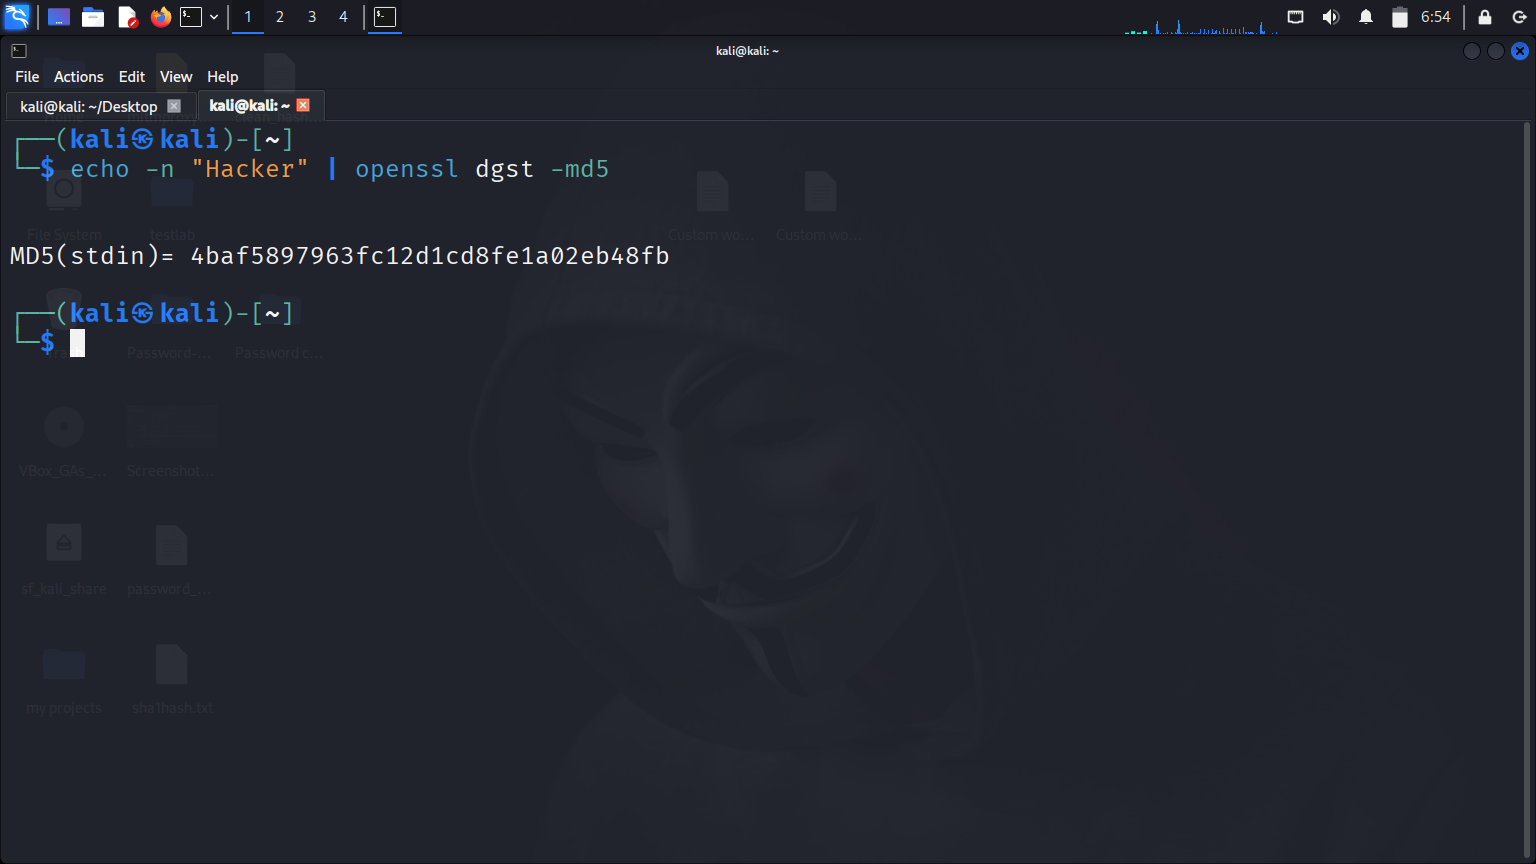 1 2 3 4 6:54
kali@kali: ~
File Actions Edit View Help
kali@kali: ~/Desktop kali@kali: ~
┌──(kali㉿kali)-[~]
└─$ echo -n "Hacker" | openssl dgst -md5
File System testlab Custom wo... Custom wo...
MD5(stdin)= 4baf5897963fc12d1cd8fe1a02eb48fb
┌──(kali㉿kali)-[~]
└─$
Password-... Password c...
VBox_GAs_... Screenshot...
sf_kali_share password_...
my projects sha1hash.txt